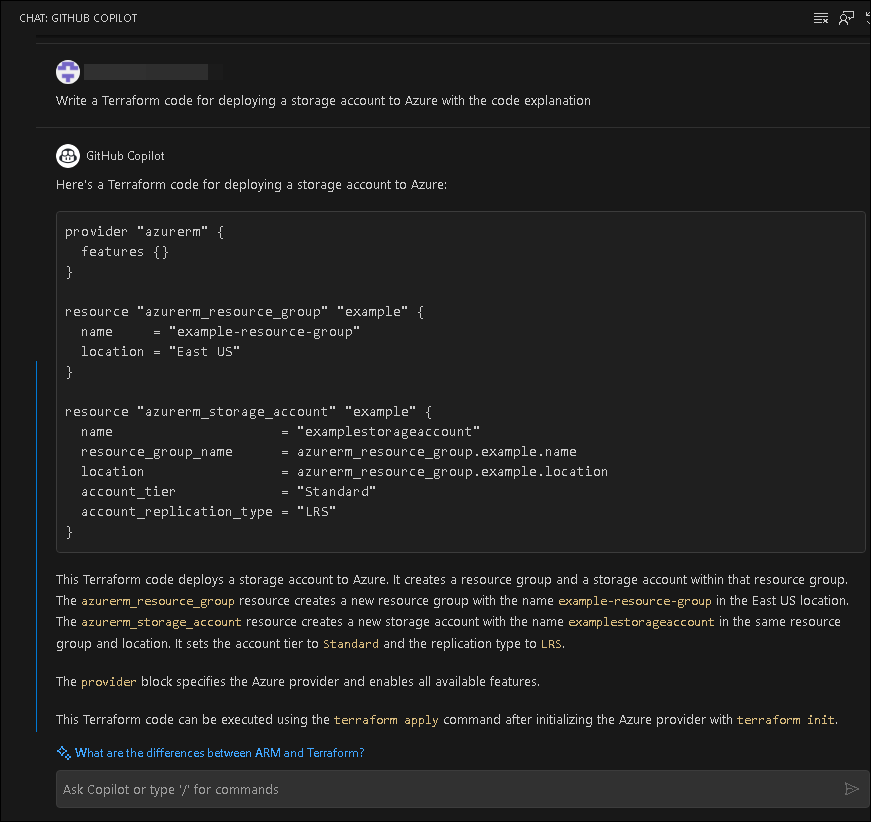 CHAT: GITHUB COPILOT
Write a Terraform code for deploying a storage account to Azure with the code explanation
GitHub Copilot
Here's a Terraform code for deploying a storage account to Azure:
provider "azurerm" {
  features {}
}
resource "azurerm_resource_group" "example" {
  name     = "example-resource-group"
  location = "East US"
}
resource "azurerm_storage_account" "example" {
  name                     = "examplestorageaccount"
  resource_group_name      = azurerm_resource_group.example.name
  location                 = azurerm_resource_group.example.location
  account_tier             = "Standard"
  account_replication_type = "LRS"
}
This Terraform code deploys a storage account to Azure. It creates a resource group and a storage account within that resource group.
The azurerm_resource_group resource creates a new resource group with the name example-resource-group in the East US location.
The azurerm_storage_account resource creates a new storage account with the name examplestorageaccount in the same resource
group and location. It sets the account tier to Standard and the replication type to LRS.
The provider block specifies the Azure provider and enables all available features.
This Terraform code can be executed using the terraform apply command after initializing the Azure provider with terraform init.
What are the differences between ARM and Terraform?
Ask Copilot or type '/' for commands